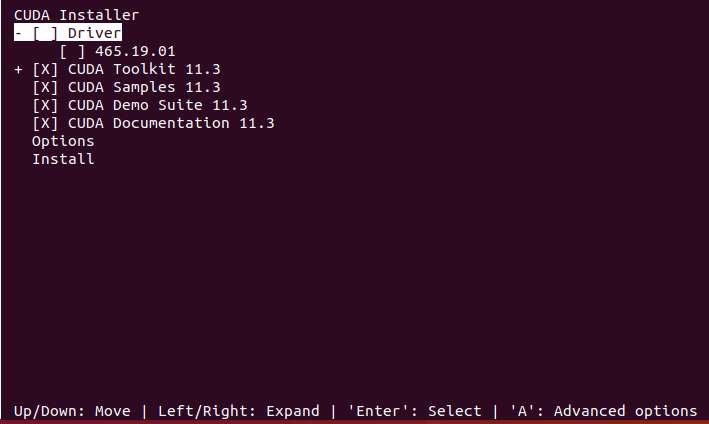 CUDA Installer
- [ ] Driver
     [ ] 465.19.01
+ [X] CUDA Toolkit 11.3
  [X] CUDA Samples 11.3
  [X] CUDA Demo Suite 11.3
  [X] CUDA Documentation 11.3
  Options
  Install
Up/Down: Move | Left/Right: Expand | 'Enter': Select | 'A': Advanced options